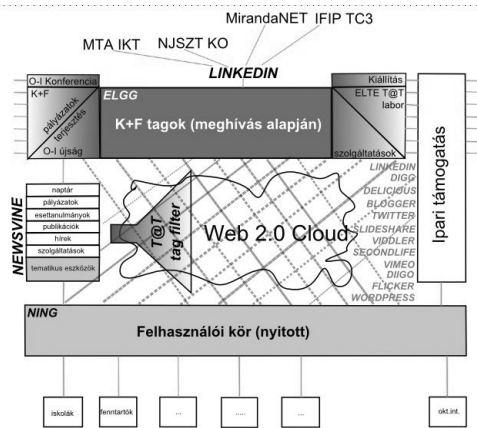 MirandaNET
IFIP TC3
NJSZT KO
MTA IKT
LINKEDIN
O-I Konferencia
K+F
pályázatok
terjesztés
O-I újság
ELGG
K+F tagok (meghívás alapján)
Kiállítás
ELTE T@T
labor
szolgáltatások
Ipari támogatás
NEWSVINE
naptár
pályázatok
esettanulmányok
publikációk
hírek
szolgáltatások
tematikus eszközök
T@T
tag filter
Web 2.0 Cloud
LINKEDIN
DIGG
DELICIOUS
BLOGGER
TWITTER
SLIDESHARE
VIDDLER
SECONDLIFE
VIMEO
DIIGO
FLICKER
WORDPRESS
NING
Felhasználói kör (nyitott)
iskolák
fenntartók
...
.....
....
okt.int.